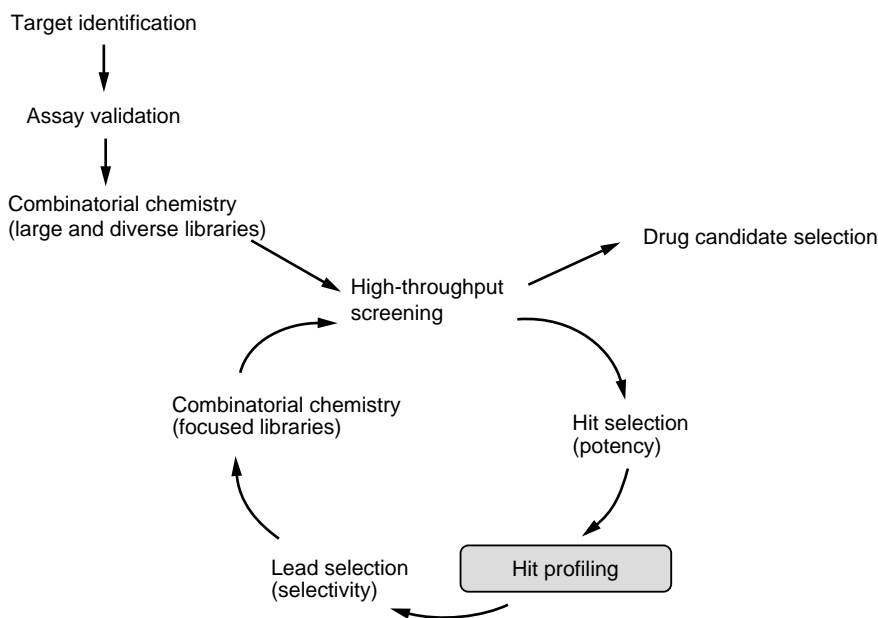 Target identification
Assay validation
Combinatorial chemistry
(large and diverse libraries)
Drug candidate selection
High-throughput
screening
Combinatorial chemistry
(focused libraries)
Hit selection
(potency)
Lead selection
(selectivity)
Hit profiling